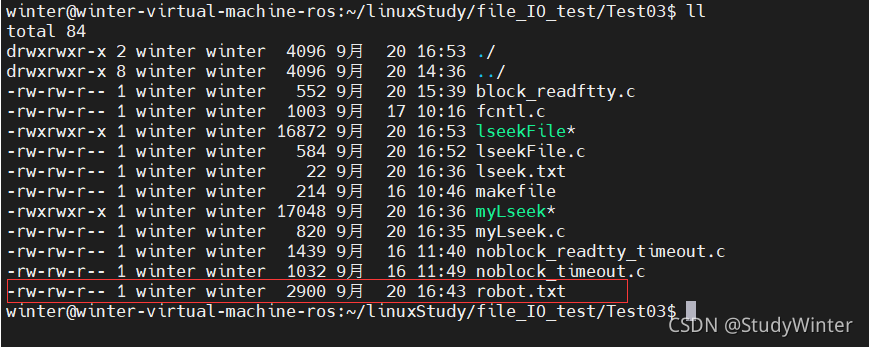 winter@winter-virtual-machine-ros:~/linuxStudy/file_IO_test/Test03$ ll
total 84
drwxrwxr-x 2 winter winter  4096 9月  20 16:53 ./
drwxrwxr-x 8 winter winter  4096 9月  20 14:36 ../
-rw-rw-r-- 1 winter winter   552 9月  20 15:39 block_readftty.c
-rw-rw-r-- 1 winter winter  1003 9月  17 10:16 fcntl.c
-rwxrwxr-x 1 winter winter 16872 9月  20 16:53 lseekFile*
-rw-rw-r-- 1 winter winter   584 9月  20 16:52 lseekFile.c
-rw-rw-r-- 1 winter winter    22 9月  20 16:36 lseek.txt
-rw-rw-r-- 1 winter winter   214 9月  16 10:46 makefile
-rwxrwxr-x 1 winter winter 17048 9月  20 16:36 myLseek*
-rw-rw-r-- 1 winter winter   820 9月  20 16:35 myLseek.c
-rw-rw-r-- 1 winter winter  1439 9月  16 11:40 noblock_readtty_timeout.c
-rw-rw-r-- 1 winter winter  1032 9月  16 11:49 noblock_timeout.c
-rw-rw-r-- 1 winter winter  2900 9月  20 16:43 robot.txt
winter@winter-virtual-machine-ros:~/linuxStudy/file_IO_test/Test03$
CSDN @StudyWinter